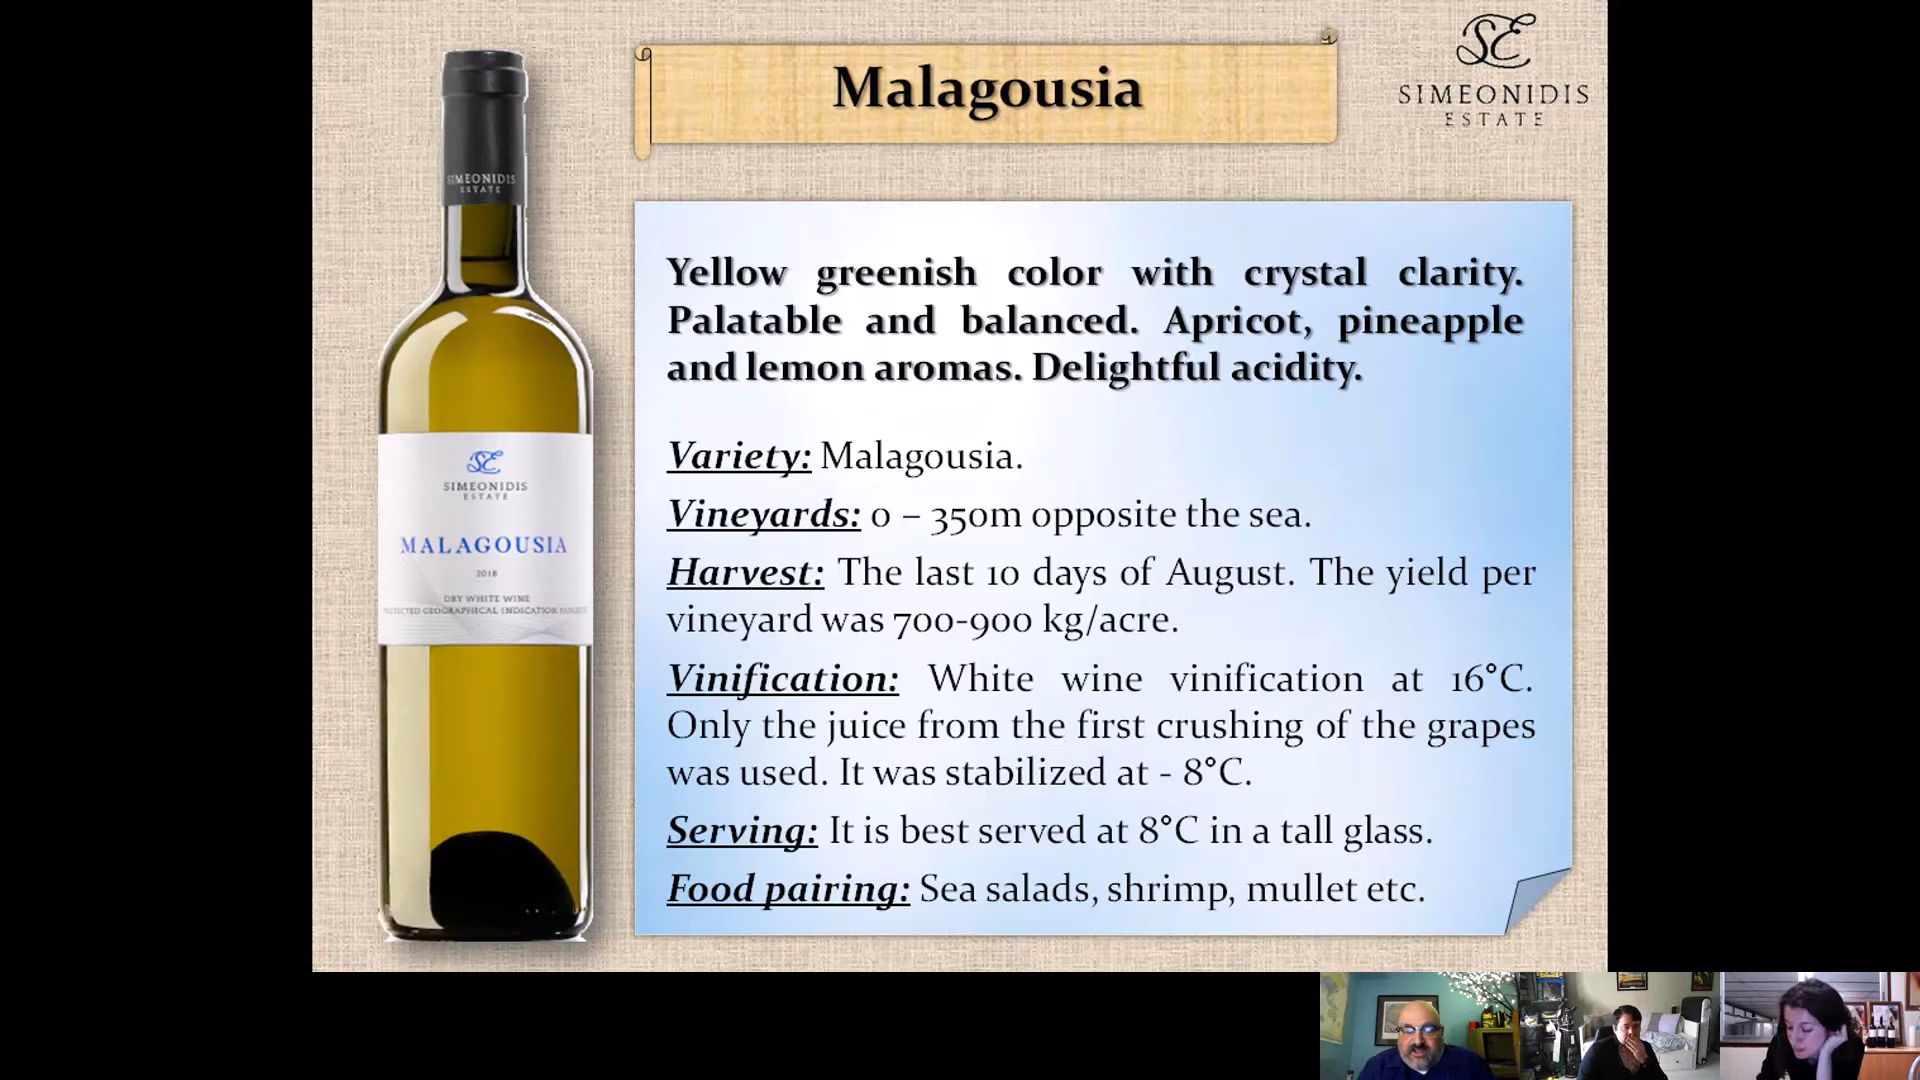 Malagousia
SE
SIMEONIDIS
ESTATE
Yellow greenish color with crystal clarity.
Palatable and balanced. Apricot, pineapple
and lemon aromas. Delightful acidity.
Variety: Malagousia.
Vineyards: 0 – 350m opposite the sea.
Harvest: The last 10 days of August. The yield per
vineyard was 700-900 kg/acre.
Vinification: White wine vinification at 16°C.
Only the juice from the first crushing of the grapes
was used. It was stabilized at - 8°C.
Serving: It is best served at 8°C in a tall glass.
Food pairing: Sea salads, shrimp, mullet etc.
SIMEONIDIS
ESTATE
SE
SIMEONIDIS
ESTATE
MALAGOUSIA
2018
DRY WHITE WINE
GEOGRAPHICAL INDICATION